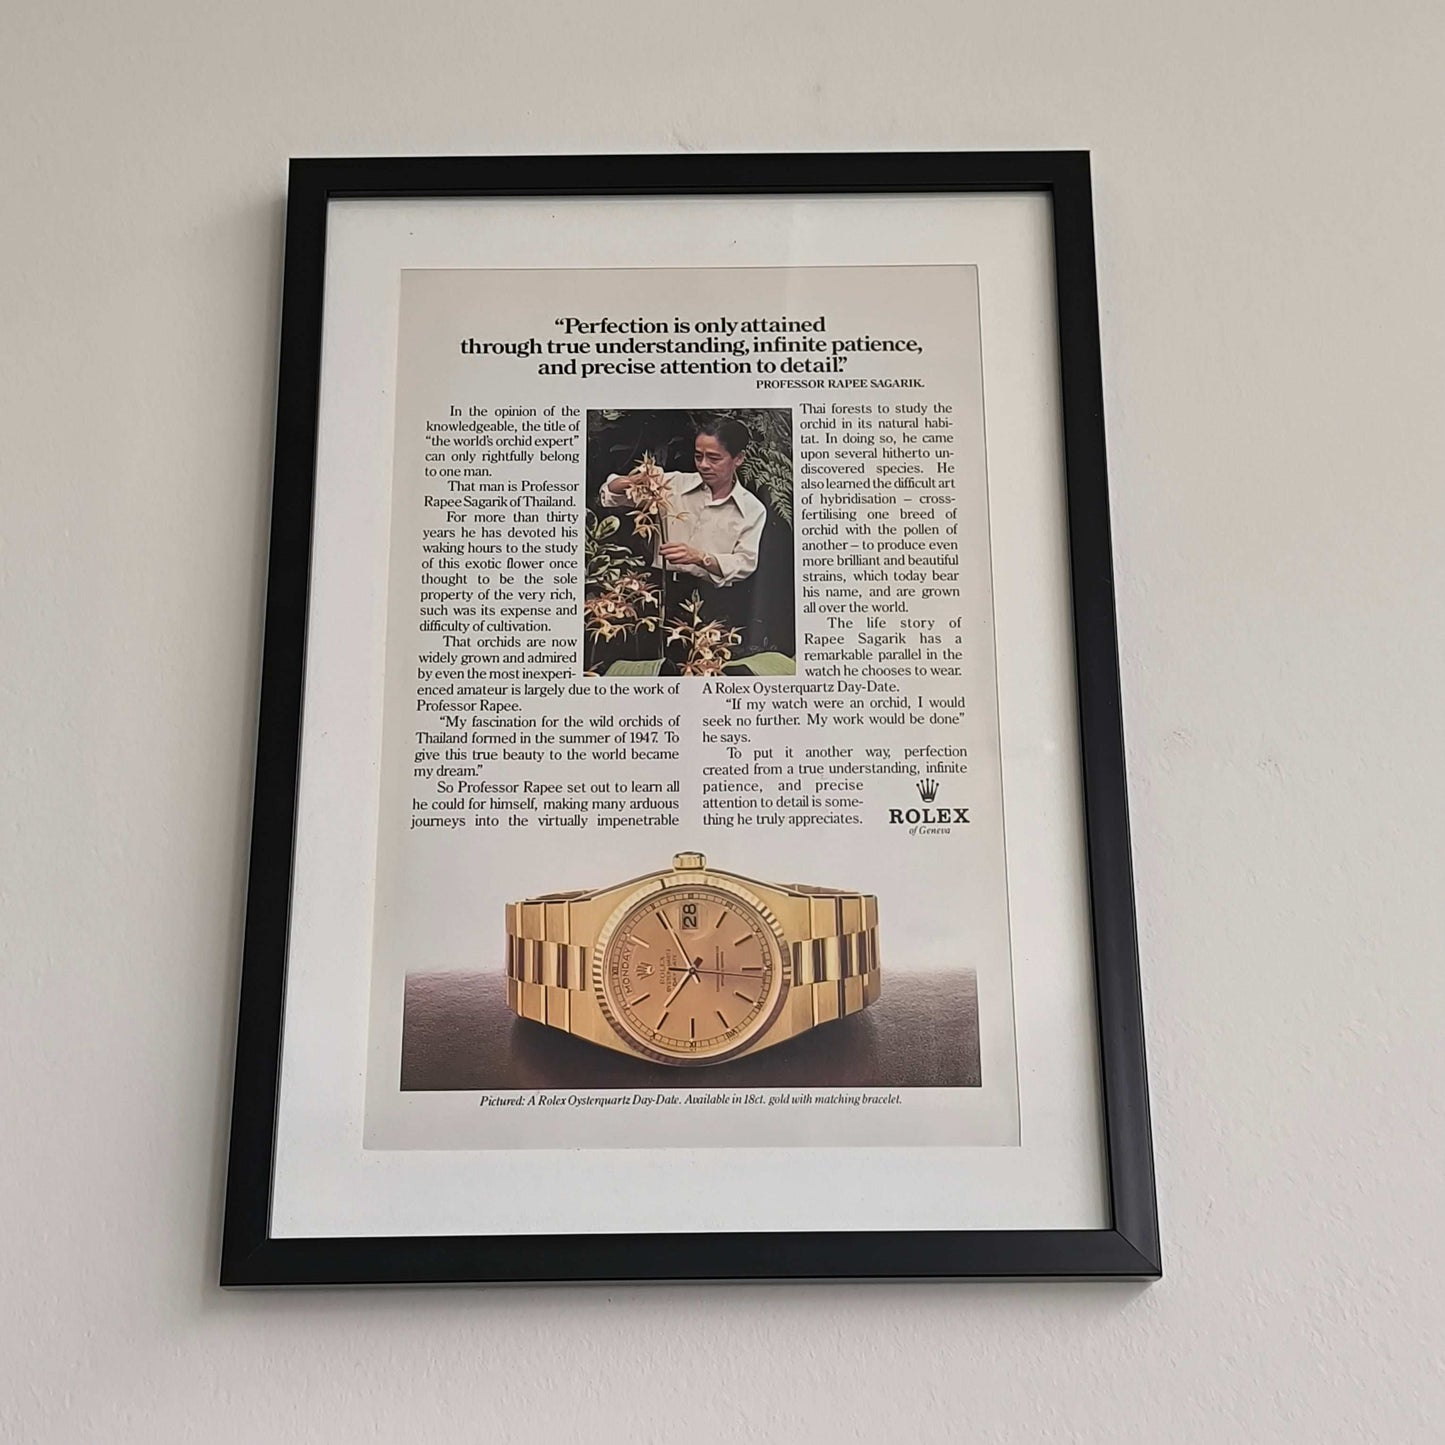 “Perfection is only attained
through true understanding, infinite patience,
and precise attention to detail.”
PROFESSOR RAPEE SAGARIK.
In the opinion of the
knowledgeable, the title of
“the world's orchid expert”
can only rightfully belong
to one man.
That man is Professor
Rapee Sagarik of Thailand.
For more than thirty
years he has devoted his
waking hours to the study
of this exotic flower once
thought to be the sole
property of the very rich,
such was its expense and
difficulty of cultivation.
That orchids are now
widely grown and admired
by even the most inexperi-
enced amateur is largely due to the work of
Professor Rapee.
“My fascination for the wild orchids of
Thailand formed in the summer of 1947. To
give this true beauty to the world became
my dream.”
So Professor Rapee set out to learn all
he could for himself, making many arduous
journeys into the virtually impenetrable
Thai forests to study the
orchid in its natural habi-
tat. In doing so, he came
upon several hitherto un-
discovered species. He
also learned the difficult art
of hybridisation – cross-
fertilising one breed of
orchid with the pollen of
another – to produce even
more brilliant and beautiful
strains, which today bear
his name, and are grown
all over the world.
The life story of
Rapee Sagarik has a
remarkable parallel in the
watch he chooses to wear.
A Rolex Oysterquartz Day-Date.
“If my watch were an orchid, I would
seek no further. My work would be done”
he says.
To put it another way, perfection
created from a true understanding, infinite
patience, and precise
attention to detail is some-
thing he truly appreciates.
ROLEX
of Geneva
28
MONDAY
ROLEX
OYSTERQUARTZ
DAY-DATE
Pictured: A Rolex Oysterquartz Day-Date. Available in 18ct. gold with matching bracelet.